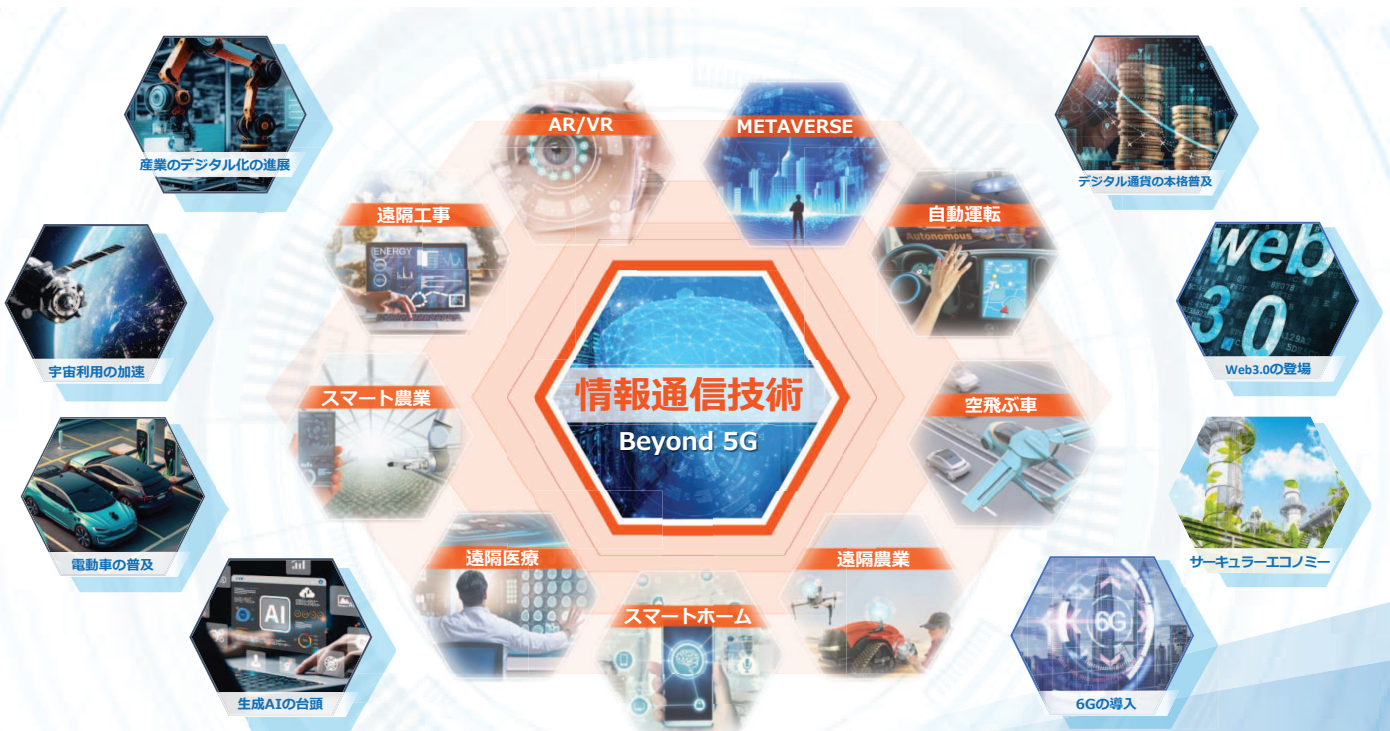 AR/VR
METAVERSE
産業のデジタル化の進展
デジタル通貨の本格普及
遠隔工事
自動運転
Autonomous
ENERGY
web
3.0
宇宙利用の加速
Web3.0の登場
スマート農業
情報通信技術
Beyond 5G
空飛ぶ車
電動車の普及
サーキュラーエコノミー
遠隔医療
遠隔農業
AI
スマートホーム
6G
生成AIの台頭
6Gの導入